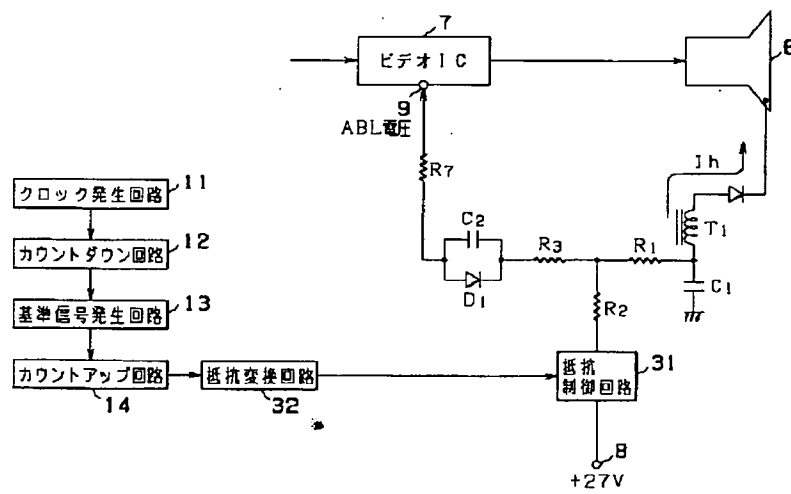 7
ビデオIC
6
9
ABL電圧
R7
Ih
T1
C2
D1
R3
R1
C1
R2
クロック発生回路
11
カウントダウン回路
12
基準信号発生回路
13
カウントアップ回路
14
抵抗変換回路
32
抵抗
制御回路
31
8
+27V